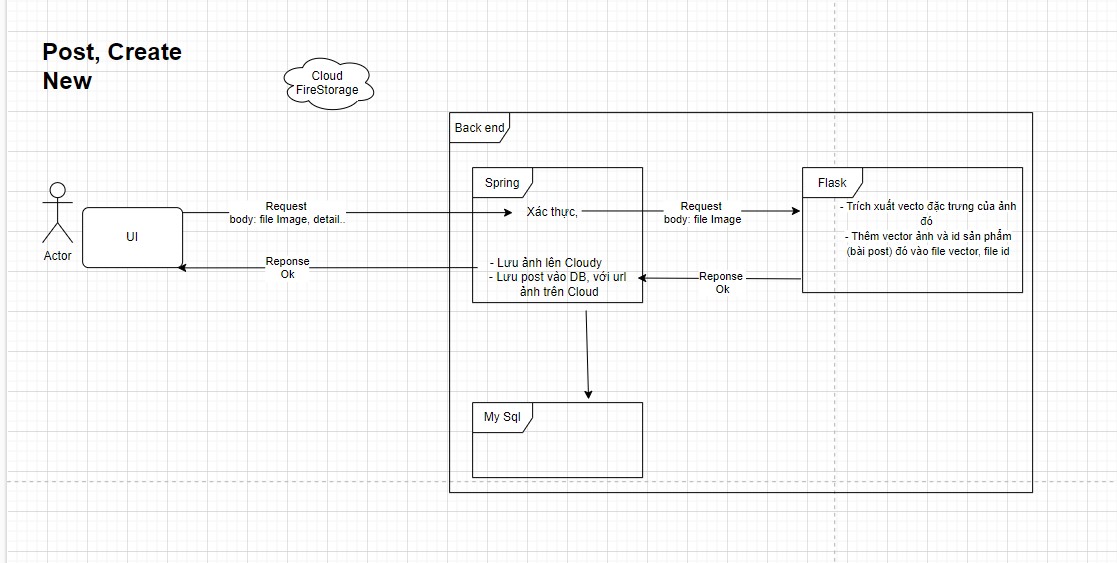 Post, Create
New
Cloud
FireStorage
Back end
Spring
Flask
Actor
UI
Request
body: file Image, detail..
Xác thực,
Request
body: file Image
- Trích xuất vecto đặc trưng của ảnh
đó
- Thêm vector ảnh và id sản phẩm
(bài post) đó vào file vector, file id
Reponse
Ok
- Lưu ảnh lên Cloudy
- Lưu post vào DB, với url
ảnh trên Cloud
Reponse
Ok
My Sql